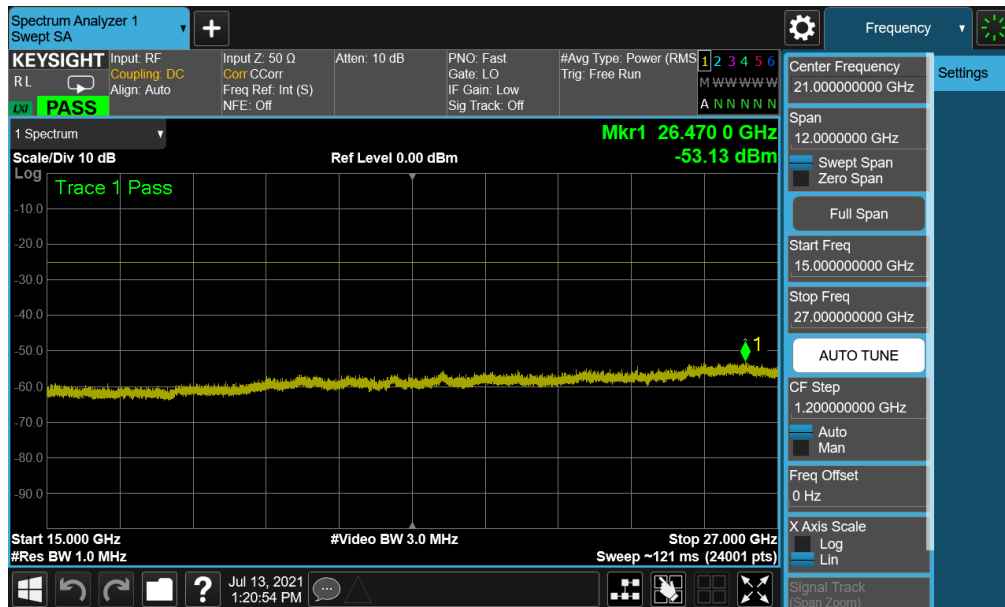 Spectrum Analyzer 1
Swept SA
+
Frequency
KEYSIGHT
RL
LXI
PASS
Input: RF
Coupling: DC
Align: Auto
Input Z: 50 Ω
Corr CCorr
Freq Ref: Int (S)
NFE: Off
Atten: 10 dB
PNO: Fast
Gate: LO
IF Gain: Low
Sig Track: Off
#Avg Type: Power (RMS
Trig: Free Run
1 2 3 4 5 6
M W W W W W
A N N N N N
1 Spectrum
Scale/Div 10 dB
Ref Level 0.00 dBm
Mkr1 26.470 0 GHz
-53.13 dBm
Log
Trace 1 Pass
-10.0
-20.0
-30.0
-40.0
-50.0
-60.0
-70.0
-80.0
-90.0
1
Start 15.000 GHz
#Video BW 3.0 MHz
Stop 27.000 GHz
#Res BW 1.0 MHz
Sweep ~121 ms (24001 pts)
?
Jul 13, 2021
1:20:54 PM
Center Frequency
21.000000000 GHz
Settings
Span
12.0000000 GHz
Swept Span
Zero Span
Full Span
Start Freq
15.000000000 GHz
Stop Freq
27.000000000 GHz
AUTO TUNE
CF Step
1.200000000 GHz
Auto
Man
Freq Offset
0 Hz
X Axis Scale
Log
Lin
Signal Track
(Span Zoom)